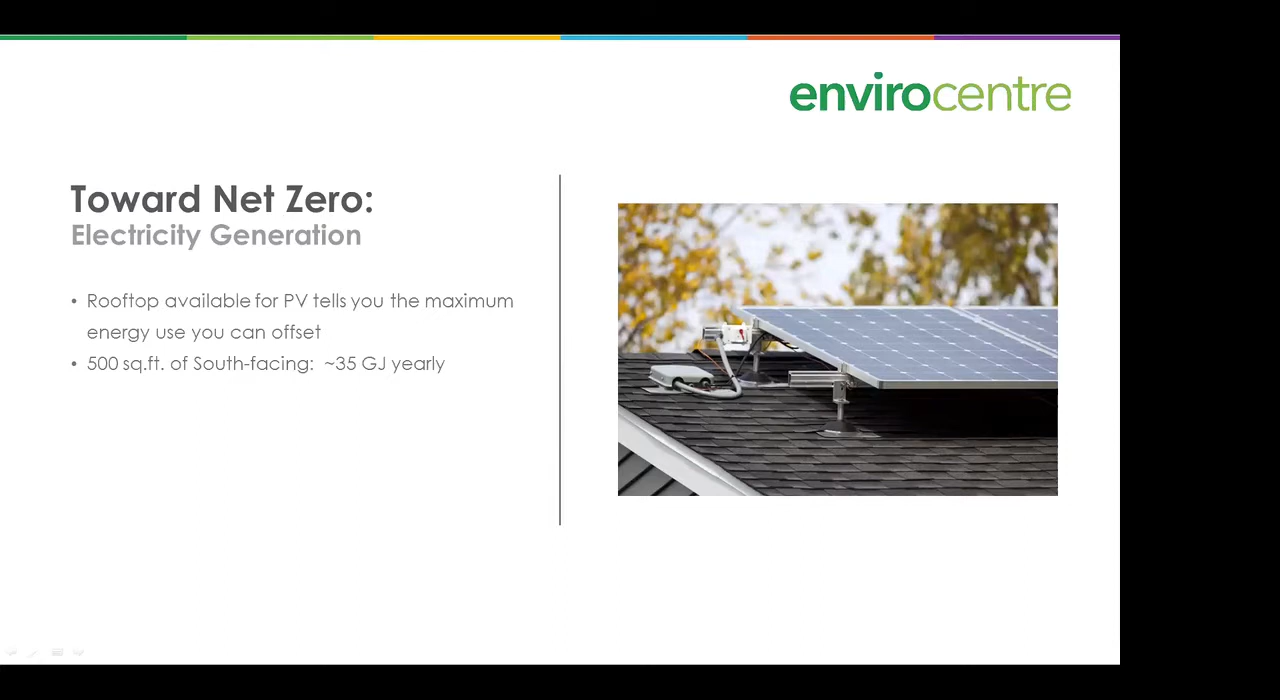 envirocentre
Toward Net Zero:
Electricity Generation
• Rooftop available for PV tells you the maximum
energy use you can offset
• 500 sq.ft. of South-facing: ~35 GJ yearly